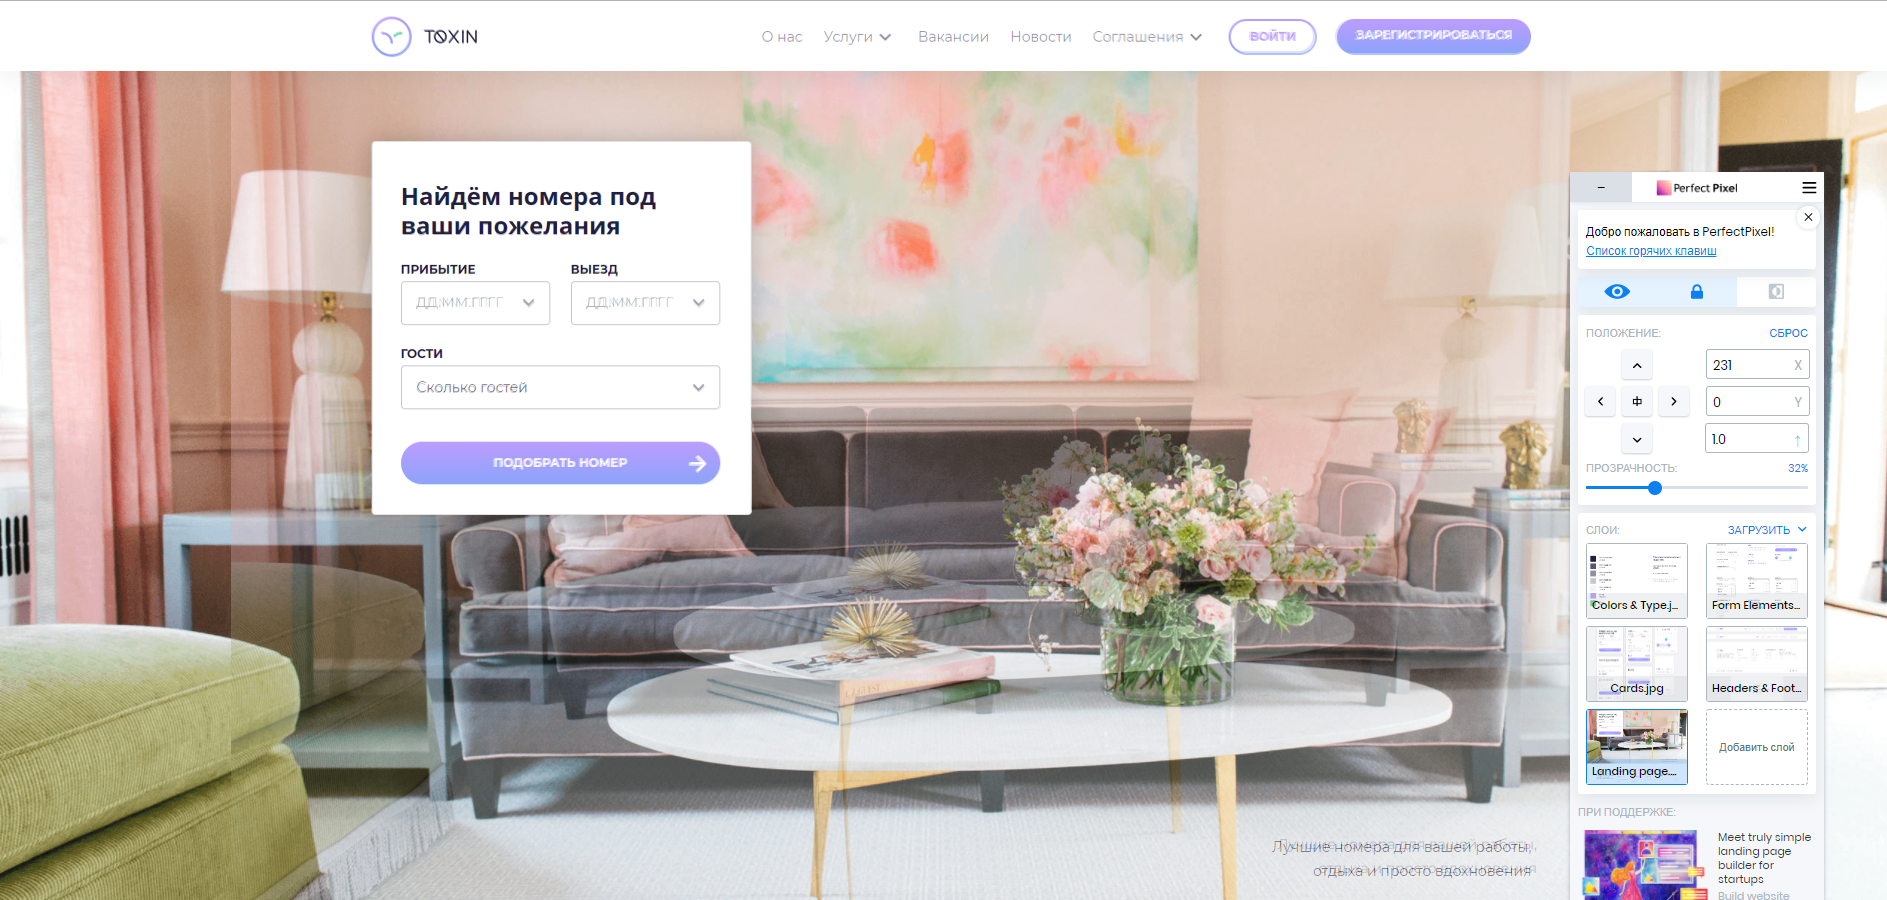 TOXIN
О нас
Услуги
Вакансии
Новости
Соглашения
ВОЙТИ
ЗАРЕГИСТРИРОВАТЬСЯ
Найдём номера под
ваши пожелания
ПРИБЫТИЕ
ВЫЕЗД
ДД.ММ.ГГГГ
ДД.ММ.ГГГГ
ГОСТИ
Сколько гостей
ПОДОБРАТЬ НОМЕР
Лучшие номера для вашей работы,
отдыха и просто вдохновения
Perfect Pixel
Добро пожаловать в PerfectPixel!
Список горячих клавиш
ПОЛОЖЕНИЕ:
СБРОС
231 X
0 Y
1.0
ПРОЗРАЧНОСТЬ:
32%
СЛОИ:
ЗАГРУЗИТЬ
Colors & Type.j...
Form Elements...
Cards.jpg
Headers & Foot...
Landing page....
Добавить слой
ПРИ ПОДДЕРЖКЕ:
Meet truly simple
landing page
builder for
startups
Build website